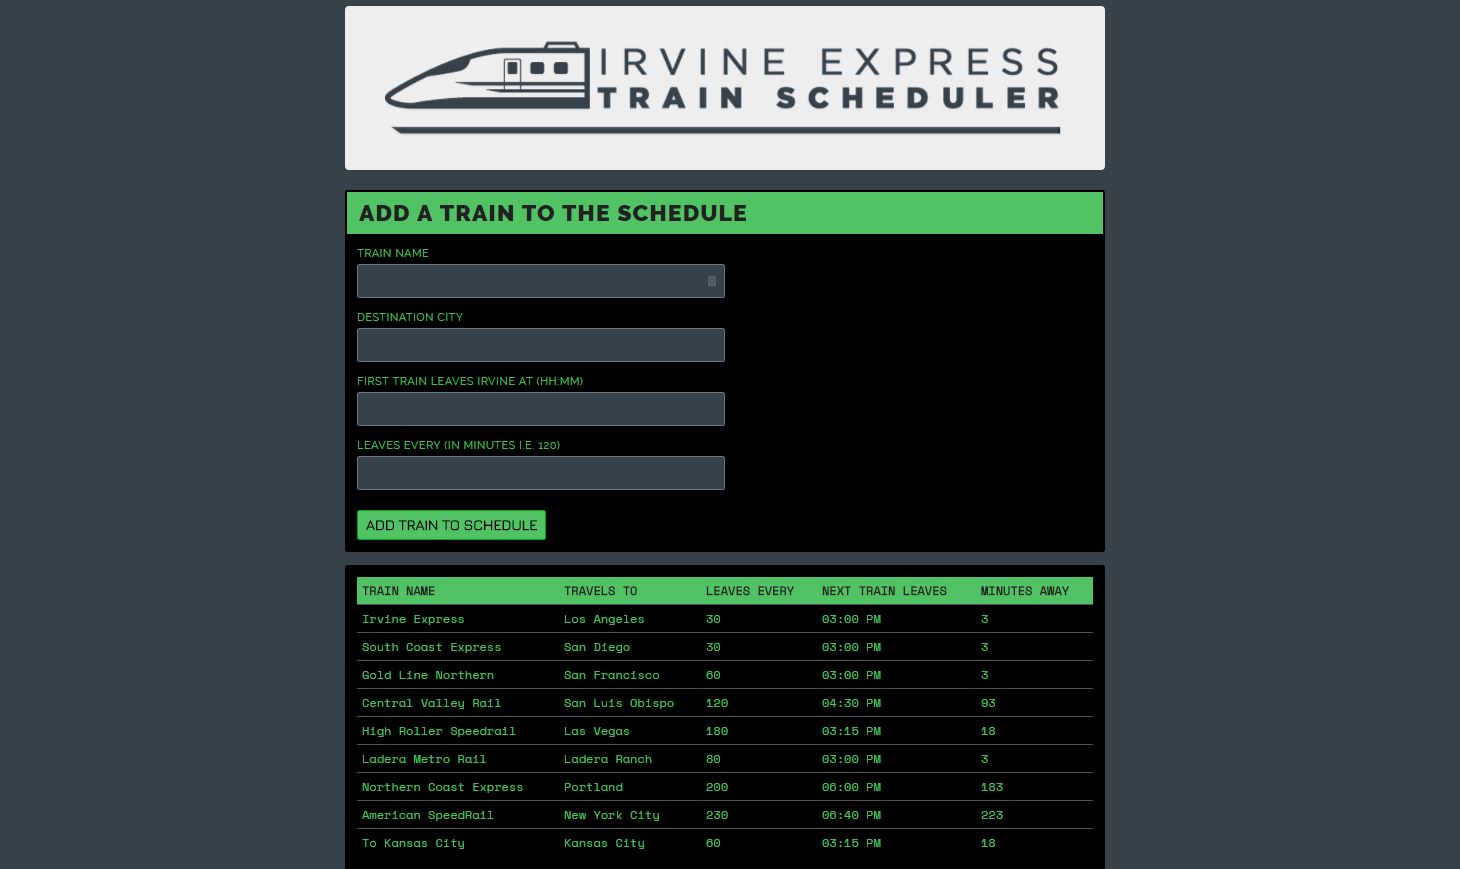 IRVINE EXPRESS
TRAIN SCHEDULER
ADD A TRAIN TO THE SCHEDULE
TRAIN NAME
DESTINATION CITY
FIRST TRAIN LEAVES IRVINE AT (HH:MM)
LEAVES EVERY (IN MINUTES I.E. 120)
ADD TRAIN TO SCHEDULE
TRAIN NAME TRAVELS TO LEAVES EVERY NEXT TRAIN LEAVES MINUTES AWAY
Irvine Express Los Angeles 30 03:00 PM 3
South Coast Express San Diego 30 03:00 PM 3
Gold Line Northern San Francisco 60 03:00 PM 3
Central Valley Rail San Luis Obispo 120 04:30 PM 93
High Roller Speedrail Las Vegas 180 03:15 PM 18
Ladera Metro Rail Ladera Ranch 80 03:00 PM 3
Northern Coast Express Portland 200 06:00 PM 183
American SpeedRail New York City 230 06:40 PM 223
To Kansas City Kansas City 60 03:15 PM 18